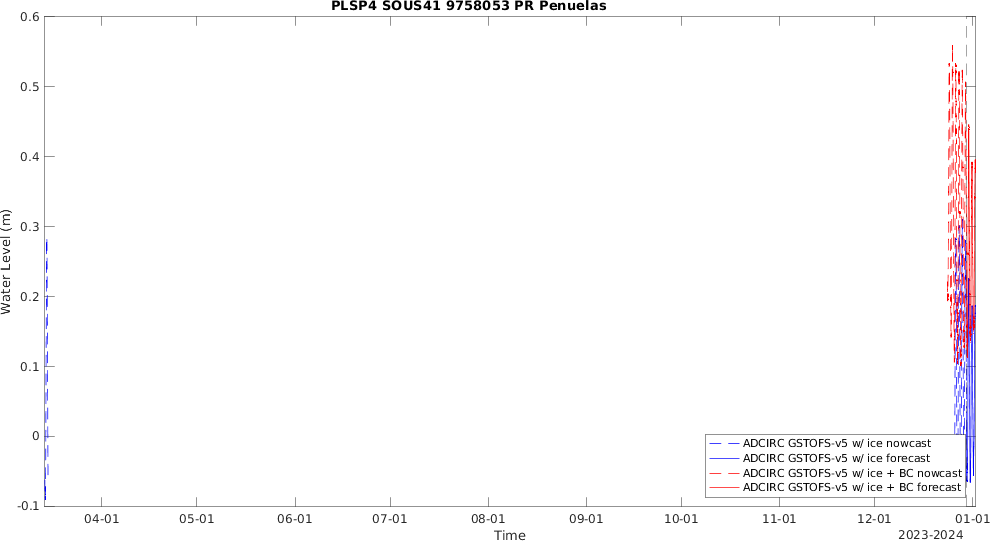 PLSP4 SOUS41 9758053 PR Penuelas
0.6
0.5
0.4
0.3
0.2
0.1
0
-0.1
Water Level (m)
ADCIRC GSTOFS-v5 w/ ice nowcast
ADCIRC GSTOFS-v5 w/ ice forecast
ADCIRC GSTOFS-v5 w/ ice + BC nowcast
ADCIRC GSTOFS-v5 w/ ice + BC forecast
04-01 05-01 06-01 07-01 08-01 09-01 10-01 11-01 12-01 01-01
Time
2023-2024